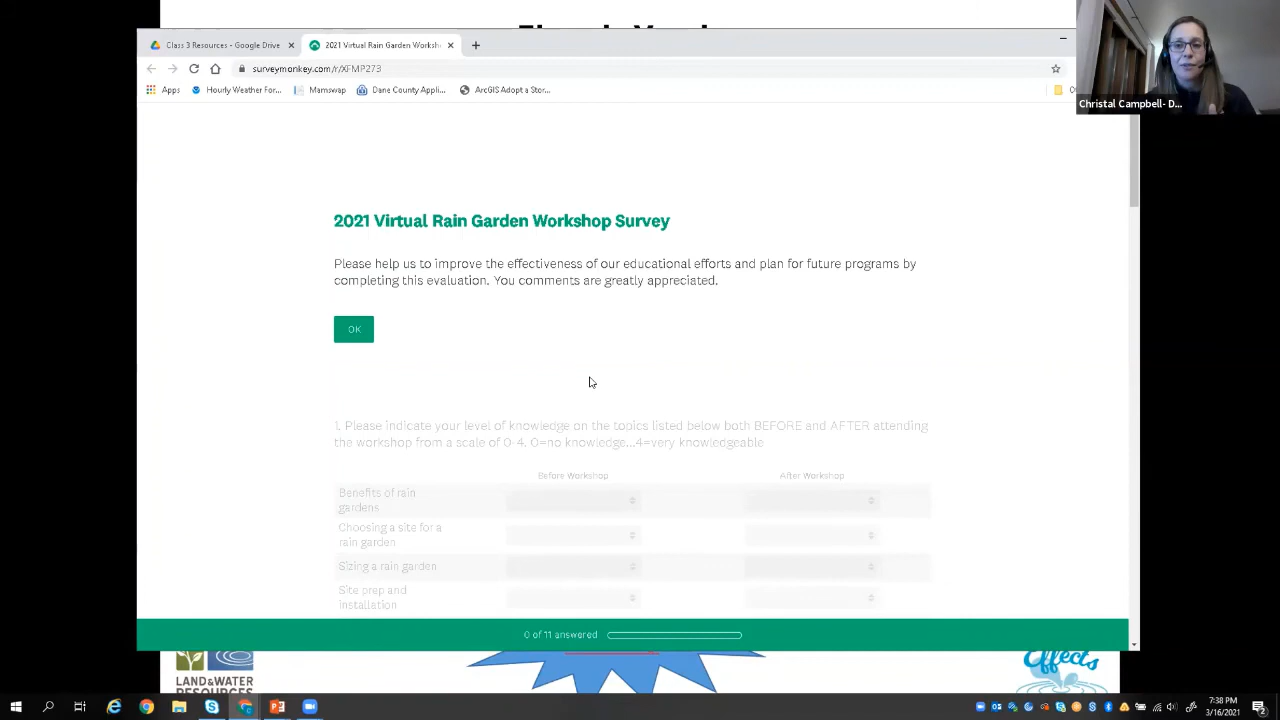 Class 3 Resources - Google Drive
2021 Virtual Rain Garden Worksh
surveymonkey.com/r/XFMP273
Apps
Hourly Weather For...
Mamswap
Dane County Appli...
ArcGIS Adopt a Stor...
Christal Campbell- D...
2021 Virtual Rain Garden Workshop Survey
Please help us to improve the effectiveness of our educational efforts and plan for future programs by
completing this evaluation. You comments are greatly appreciated.
OK
1. Please indicate your level of knowledge on the topics listed below both BEFORE and AFTER attending
the workshop from a scale of 0-4, 0=no knowledge...4=very knowledgeable
Before Workshop
After Workshop
Benefits of rain
gardens
Choosing a site for a
rain garden
Sizing a rain garden
Site prep and
installation
0 of 11 answered
LAND&WATER
RESOURCES
Effects
7:38 PM
3/16/2021